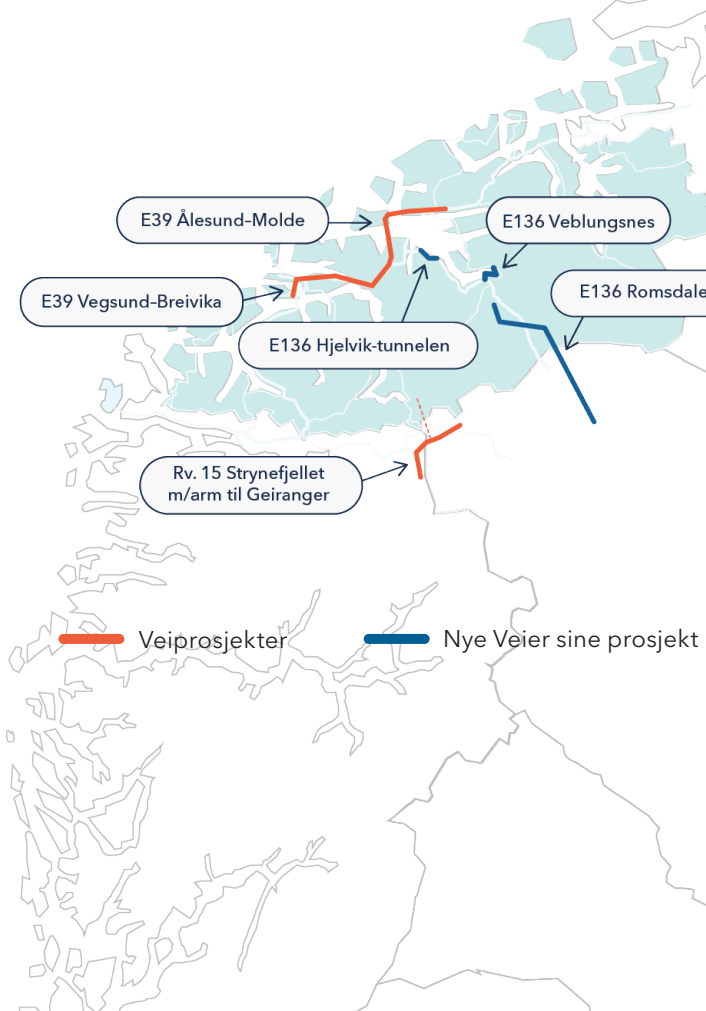 E39 Ålesund–Molde
E136 Veblungsnes
E39 Vegsund–Breivika
E136 Romsdale
E136 Hjelvik-tunnelen
Rv. 15 Strynefjellet
m/arm til Geiranger
Veiprosjekter
Nye Veier sine prosjekt